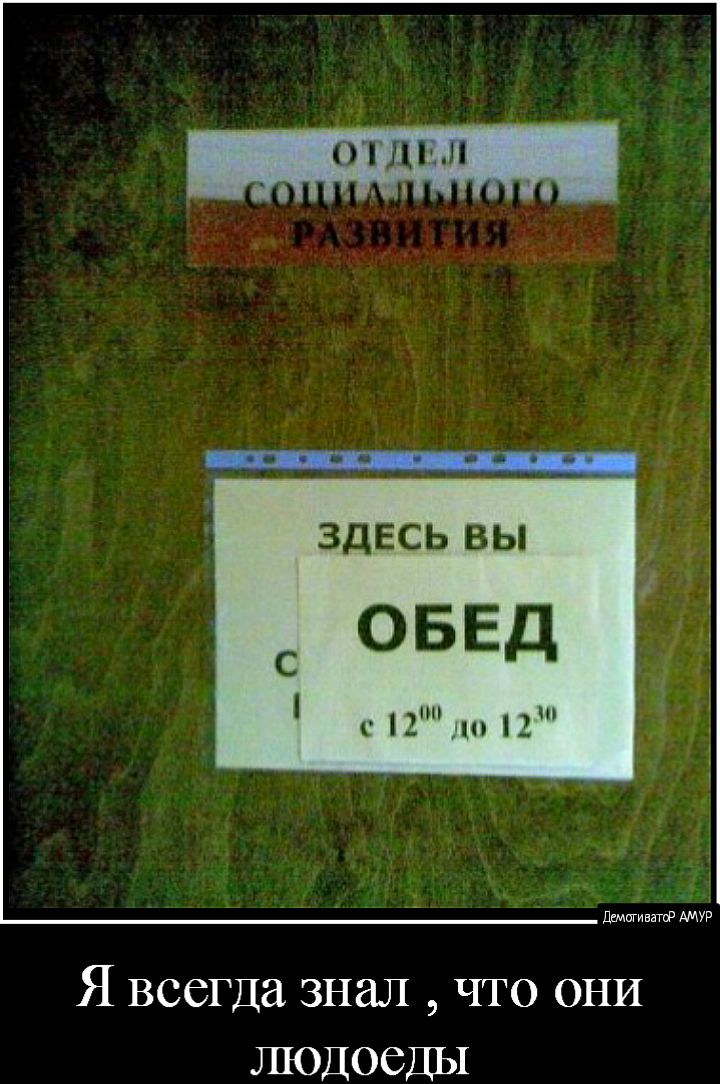 ОТДЕЛ
СОЦИАЛЬНОГО
РАЗВИТИЯ
ЗДЕСЬ ВЫ
ОБЕД
С
с 12⁰⁰ до 12³⁰
ДемотиватоР АМУР
Я всегда знал , что они
людоеды